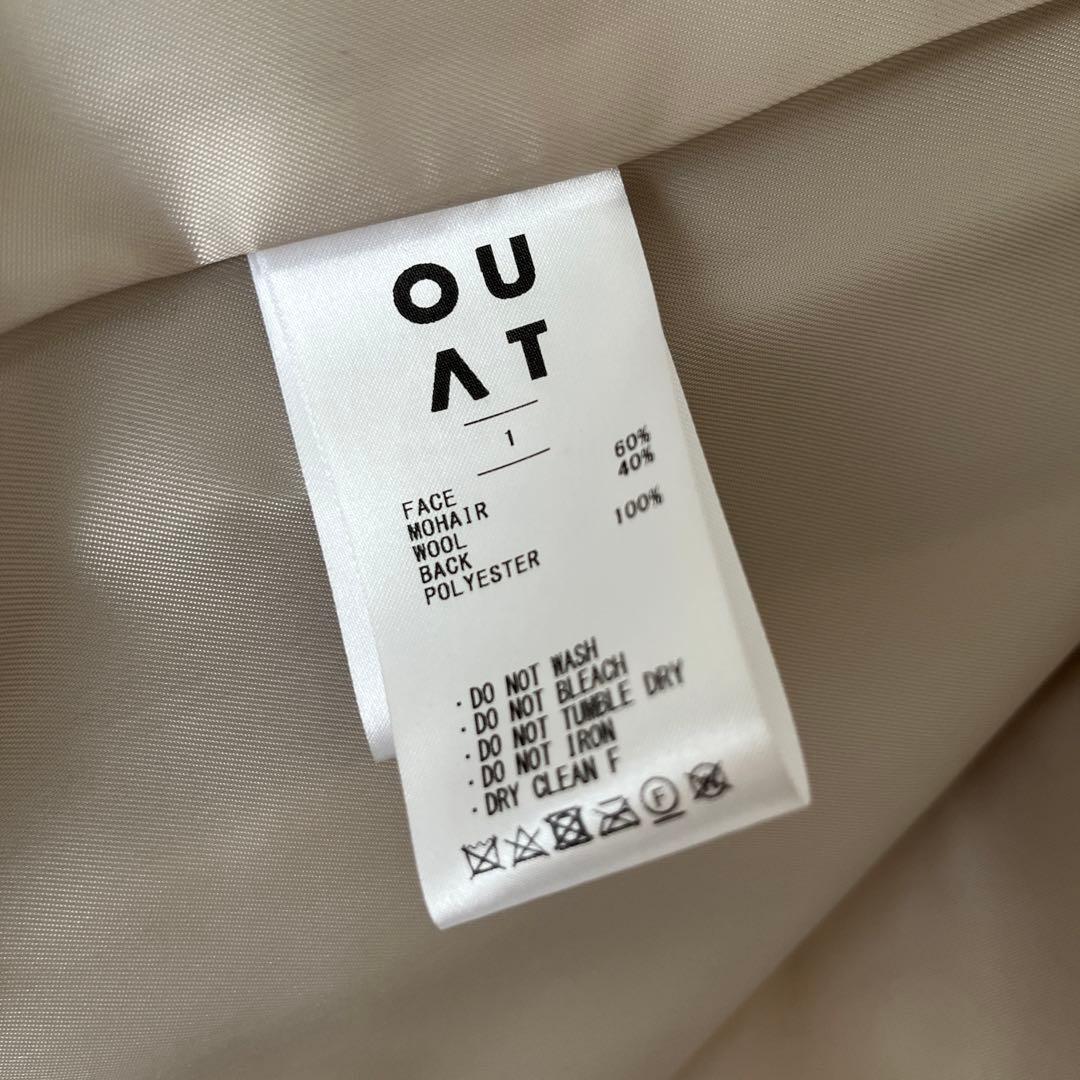 OU
AT
1
FACE
MOHAIR 60%
WOOL 40%
BACK
POLYESTER 100%
・DO NOT WASH
・DO NOT BLEACH
・DO NOT TUMBLE DRY
・DO NOT IRON
・DRY CLEAN F
F